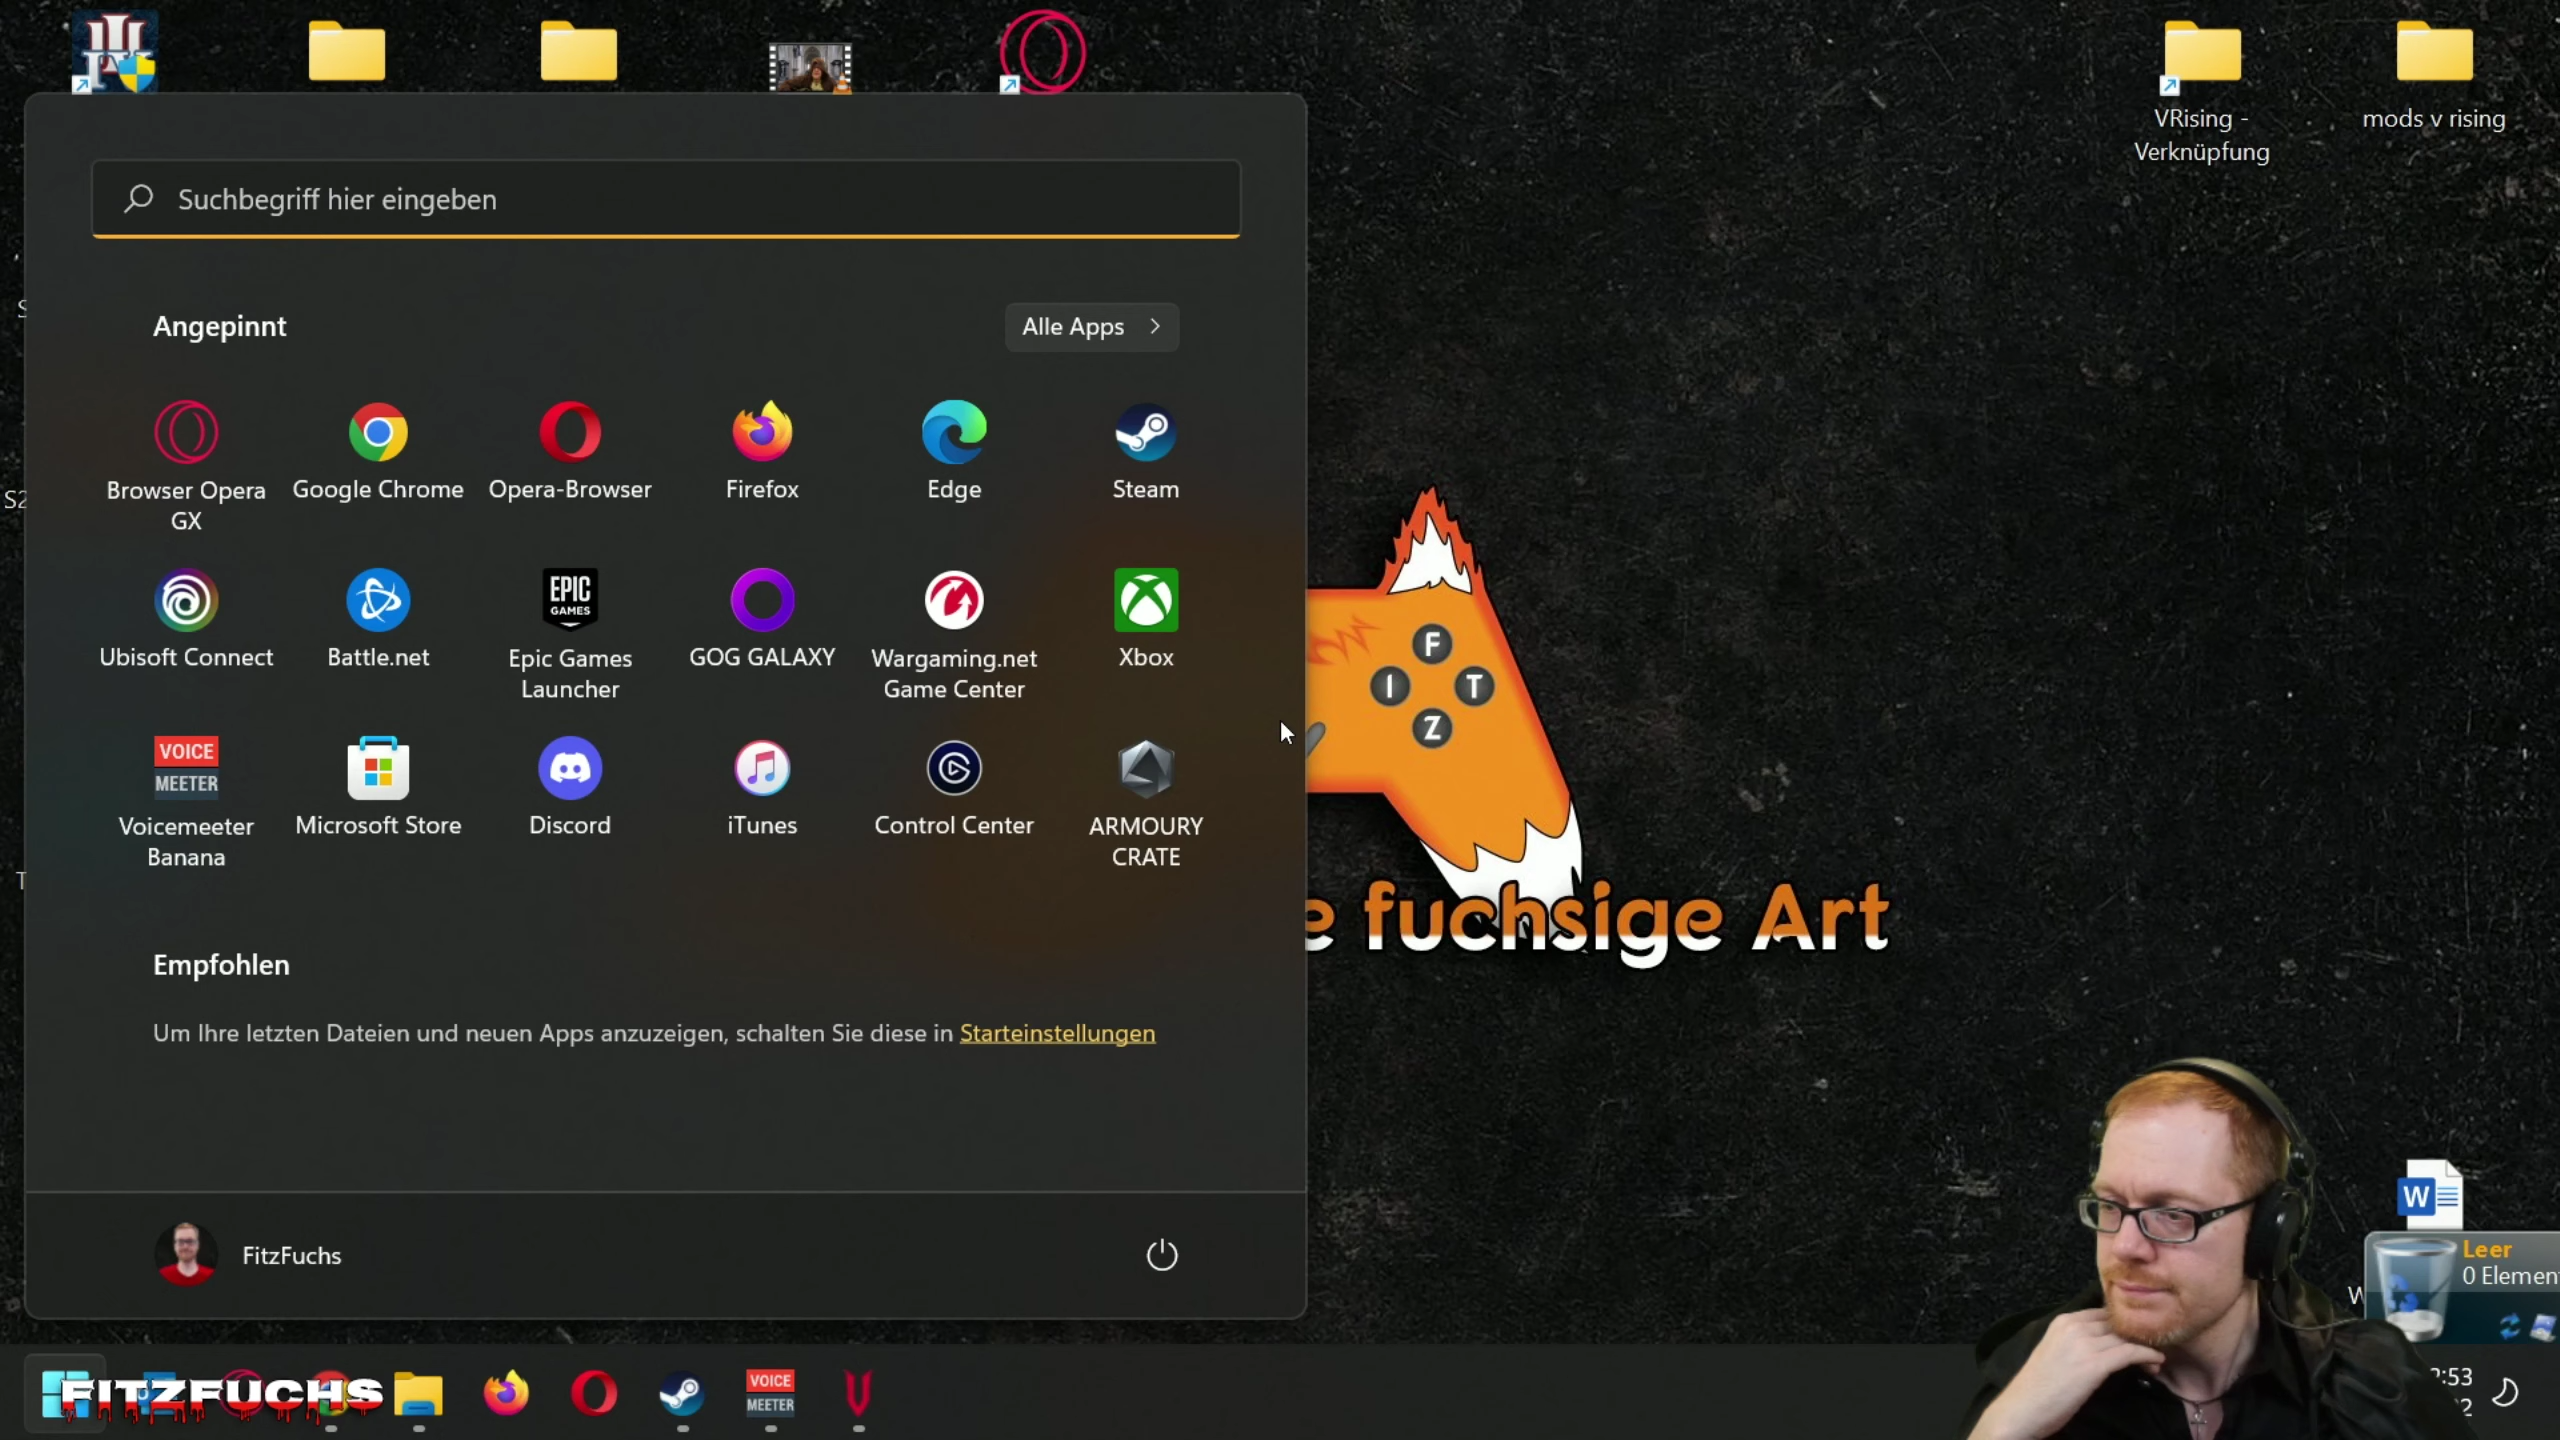 VRising -
Verknüpfung
mods v rising
Suchbegriff hier eingeben
Angepinnt
Alle Apps
Browser Opera
GX
Google Chrome
Opera-Browser
Firefox
Edge
Steam
EPIC
GAMES
Ubisoft Connect
Battle.net
Epic Games
Launcher
GOG GALAXY
Wargaming.net
Game Center
Xbox
VOICE
MEETER
Voicemeeter
Banana
Microsoft Store
Discord
iTunes
Control Center
ARMOURY
CRATE
F
I T
Z
e fuchsige Art
Empfohlen
Um Ihre letzten Dateien und neuen Apps anzuzeigen, schalten Sie diese in Starteinstellungen
FitzFuchs
W
Leer
0 Elemen
FITZFUCHS
VOICE
MEETER
:53
2